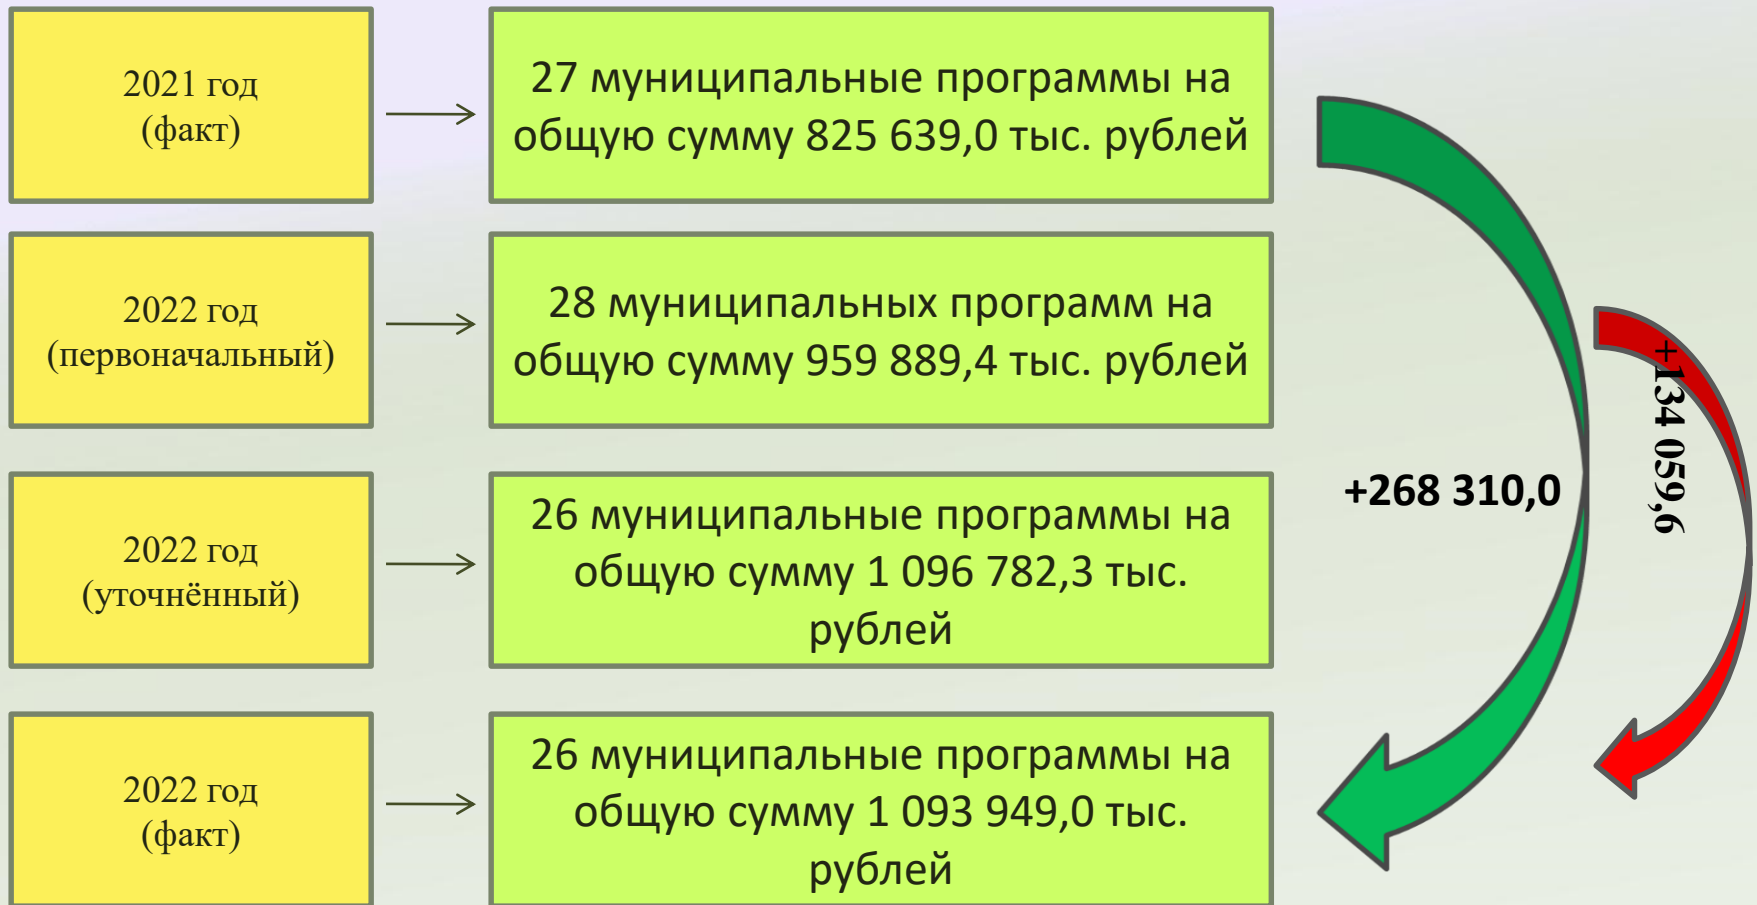 2021 год
(факт)
27 муниципальные программы на
общую сумму 825 639,0 тыс. рублей
2022 год
(первоначальный)
28 муниципальных программ на
общую сумму 959 889,4 тыс. рублей
2022 год
(уточнённый)
26 муниципальные программы на
общую сумму 1 096 782,3 тыс.
рублей
2022 год
(факт)
26 муниципальные программы на
общую сумму 1 093 949,0 тыс.
рублей
+268 310,0
+134 059,6